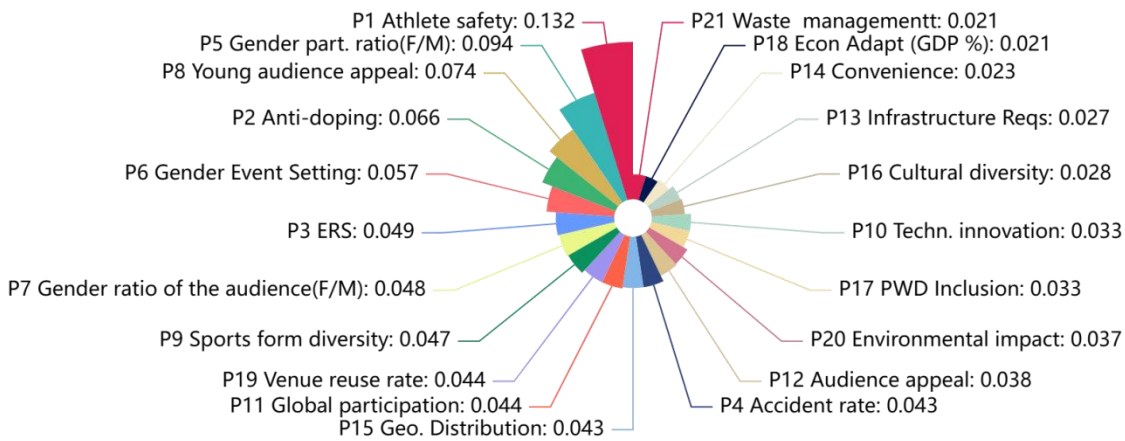 P1 Athlete safety: 0.132
P5 Gender part. ratio(F/M): 0.094
P8 Young audience appeal: 0.074
P2 Anti-doping: 0.066
P6 Gender Event Setting: 0.057
P3 ERS: 0.049
P7 Gender ratio of the audience(F/M): 0.048
P9 Sports form diversity: 0.047
P19 Venue reuse rate: 0.044
P11 Global participation: 0.044
P15 Geo. Distribution: 0.043
P21 Waste  managementt: 0.021
P18 Econ Adapt (GDP %): 0.021
P14 Convenience: 0.023
P13 Infrastructure Reqs: 0.027
P16 Cultural diversity: 0.028
P10 Techn. innovation: 0.033
P17 PWD Inclusion: 0.033
P20 Environmental impact: 0.037
P12 Audience appeal: 0.038
P4 Accident rate: 0.043